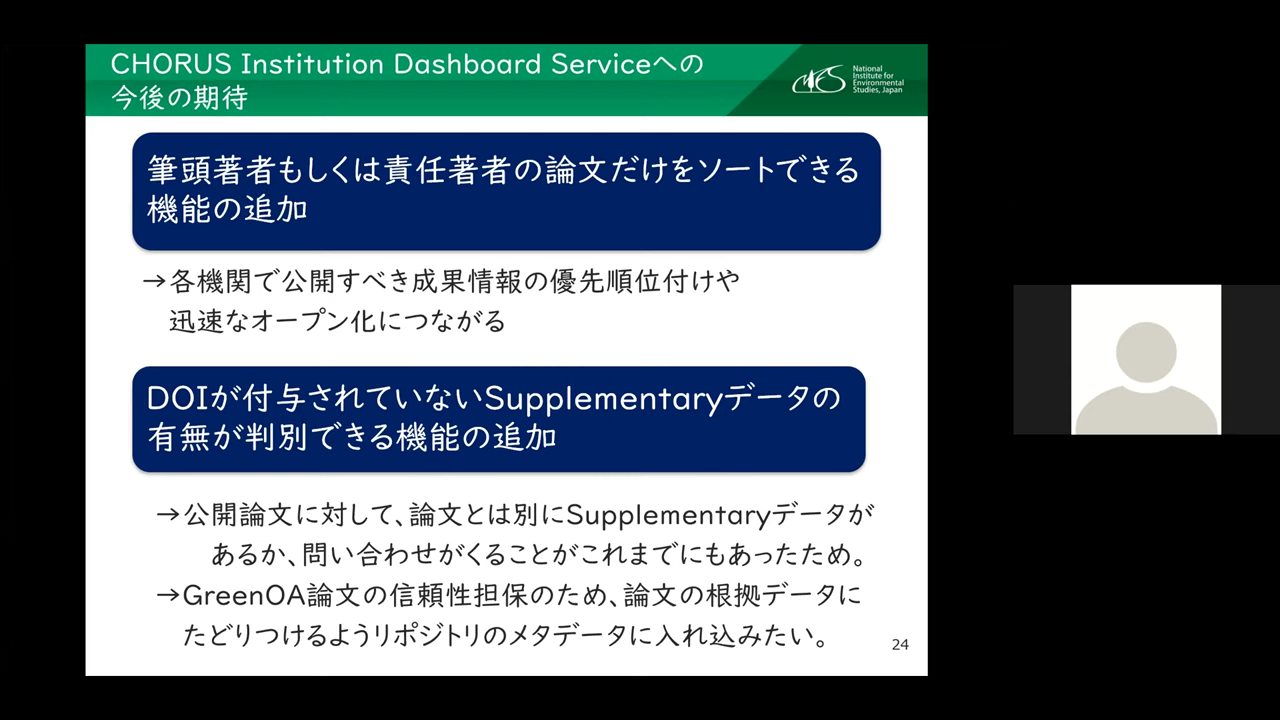 CHORUS Institution Dashboard Serviceへの
今後の期待
NIES
National
Institute for
Environmental
Studies, Japan
筆頭著者もしくは責任著者の論文だけをソートできる
機能の追加
→各機関で公開すべき成果情報の優先順位付けや
迅速なオープン化につながる
DOIが付与されていないSupplementaryデータの
有無が判別できる機能の追加
→公開論文に対して、論文とは別にSupplementaryデータが
あるか、問い合わせがくることがこれまでにもあったため。
→GreenOA論文の信頼性担保のため、論文の根拠データに
たどりつけるようリポジトリのメタデータに入れ込みたい。
24